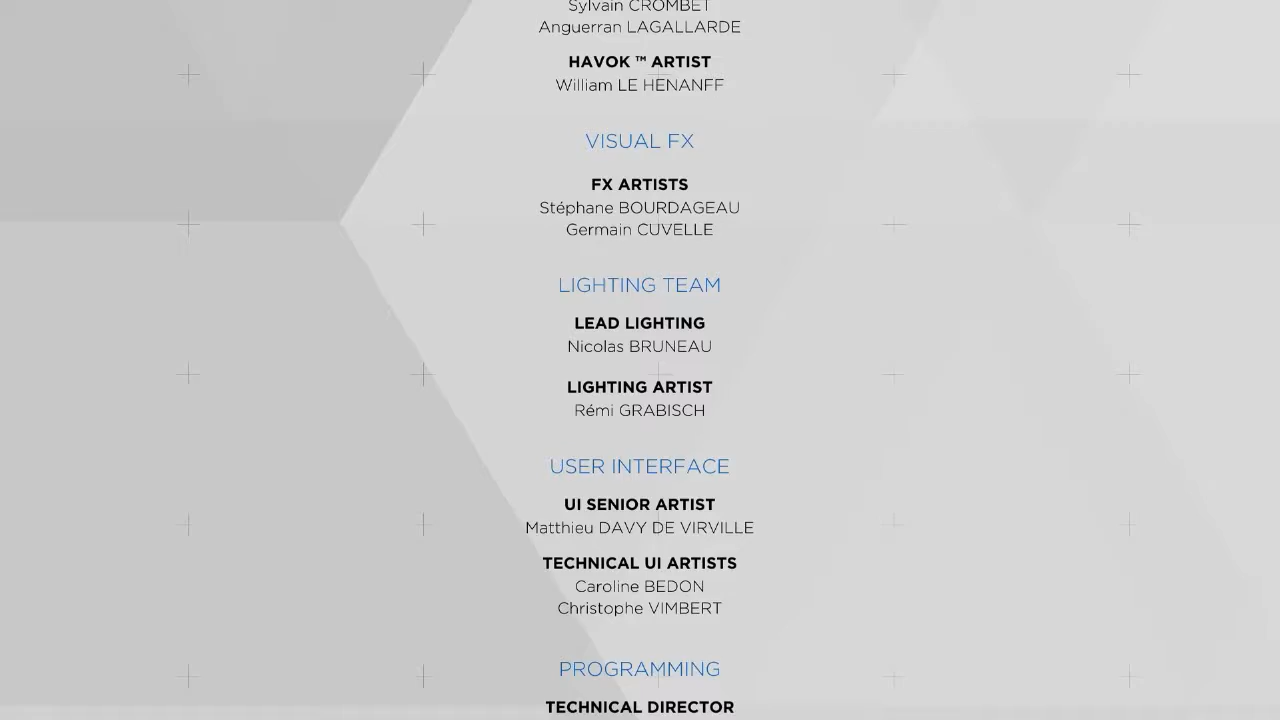 Sylvain CROMBET
Anguerran LAGALLARDE
HAVOK ™ ARTIST
William LE HENANFF
VISUAL FX
FX ARTISTS
Stéphane BOURDAGEAU
Germain CUVELLE
LIGHTING TEAM
LEAD LIGHTING
Nicolas BRUNEAU
LIGHTING ARTIST
Rémi GRABISCH
USER INTERFACE
UI SENIOR ARTIST
Matthieu DAVY DE VIRVILLE
TECHNICAL UI ARTISTS
Caroline BEDON
Christophe VIMBERT
PROGRAMMING
TECHNICAL DIRECTOR